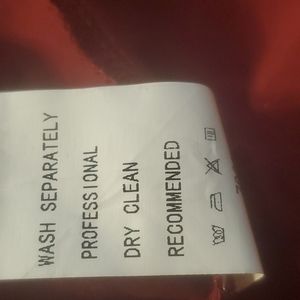 WASH SEPARATELY
PROFESSIONAL
DRY CLEAN
RECOMMENDED